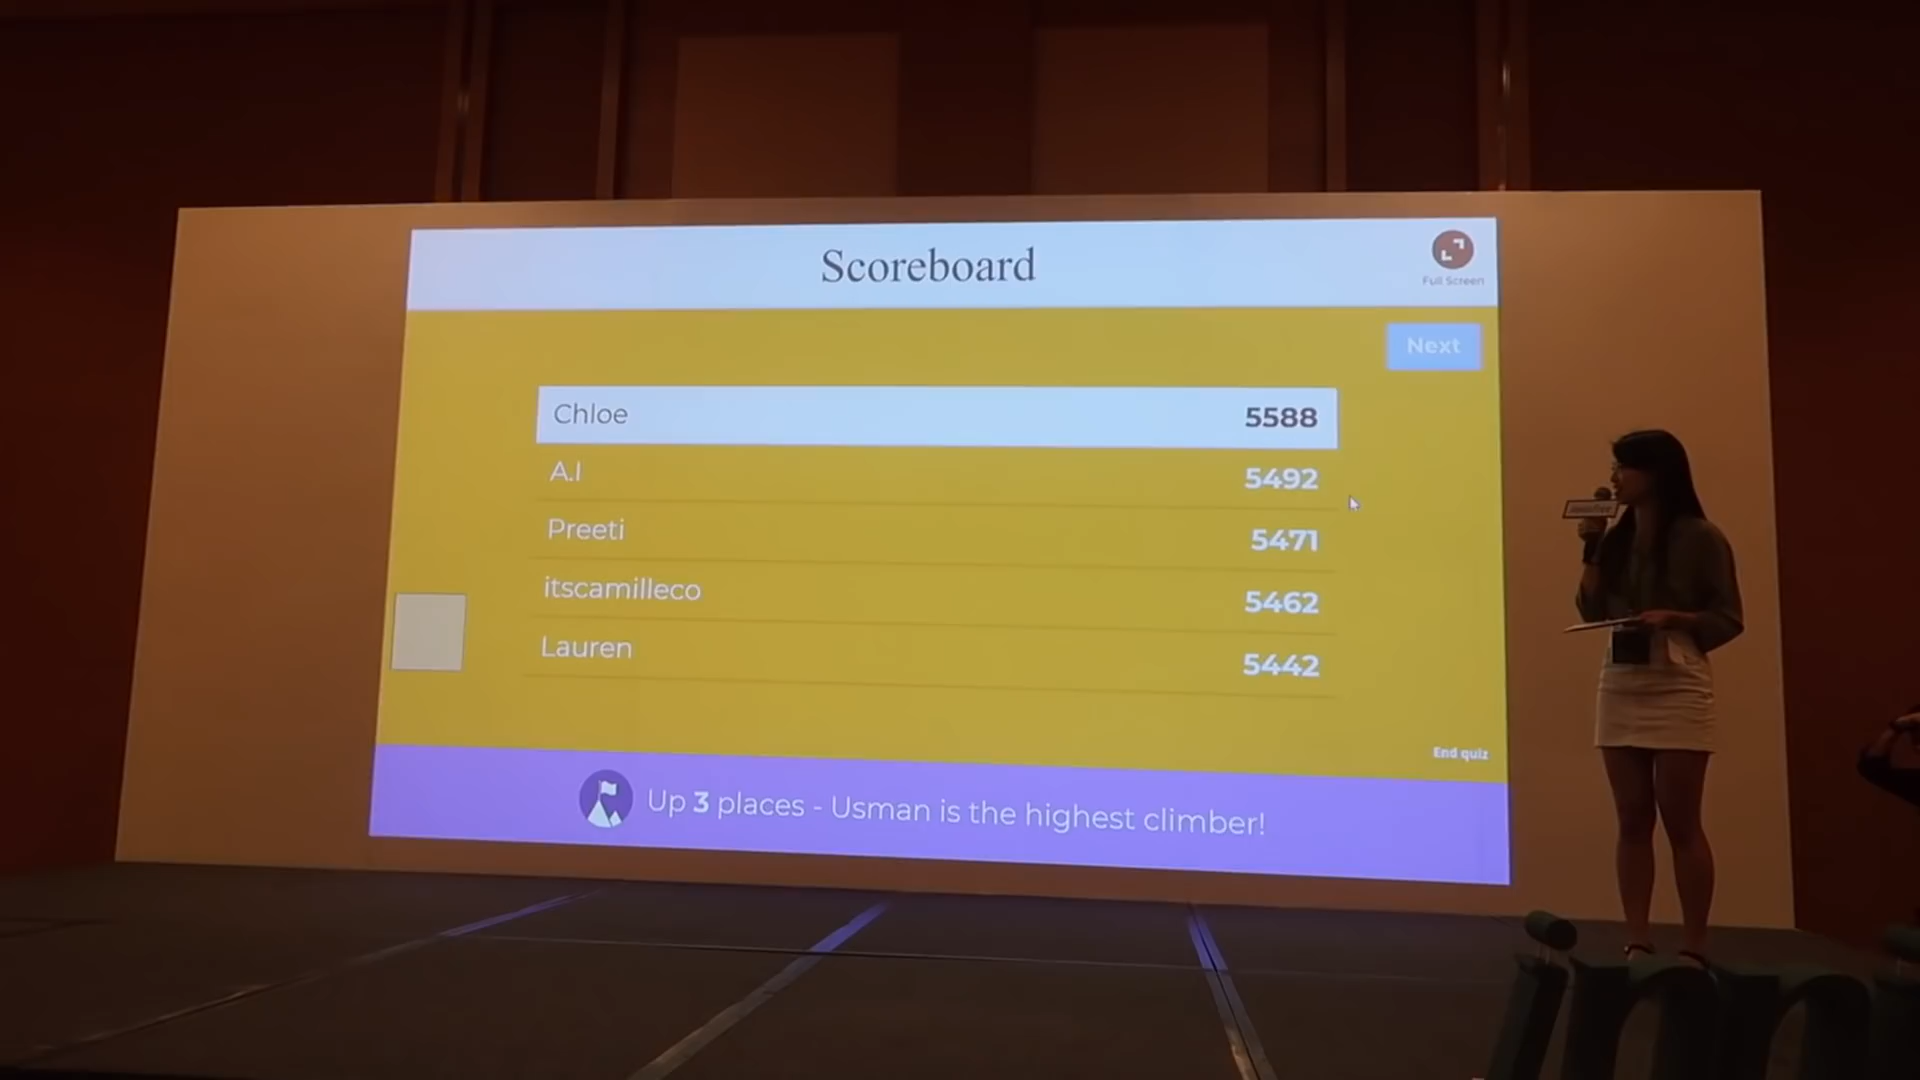 Scoreboard
Full Screen
Next
Chloe 5588
A.I 5492
Preeti 5471
itscamilleco 5462
Lauren 5442
End quiz
Up 3 places - Usman is the highest climber!